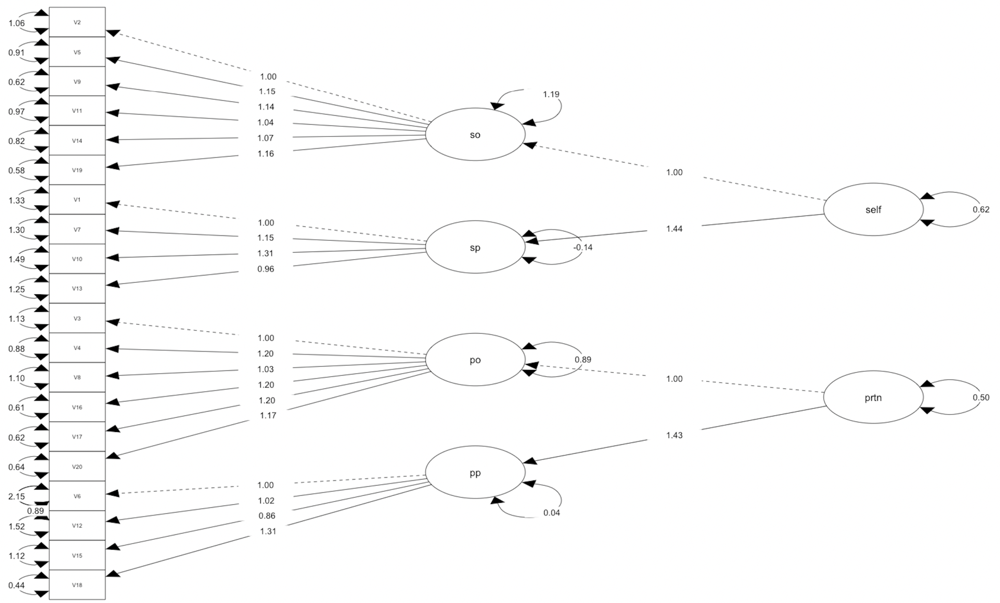 1.06
V2
0.91
V5
0.62
V9
0.97
V11
0.82
V14
0.58
V19
1.33
V1
1.30
V7
1.49
V10
1.25
V13
1.13
V3
0.88
V4
1.10
V8
0.61
V16
0.62
V17
0.64
V20
2.15
V6
0.89
1.52
V12
1.12
V15
0.44
V18
1.00
1.15
1.14
1.04
1.07
1.16
1.00
1.15
1.31
0.96
1.00
1.20
1.03
1.20
1.20
1.17
1.00
1.02
0.86
1.31
so
1.19
sp
-0.14
po
0.89
pp
0.04
1.00
1.44
1.00
1.43
self
0.62
prtn
0.50